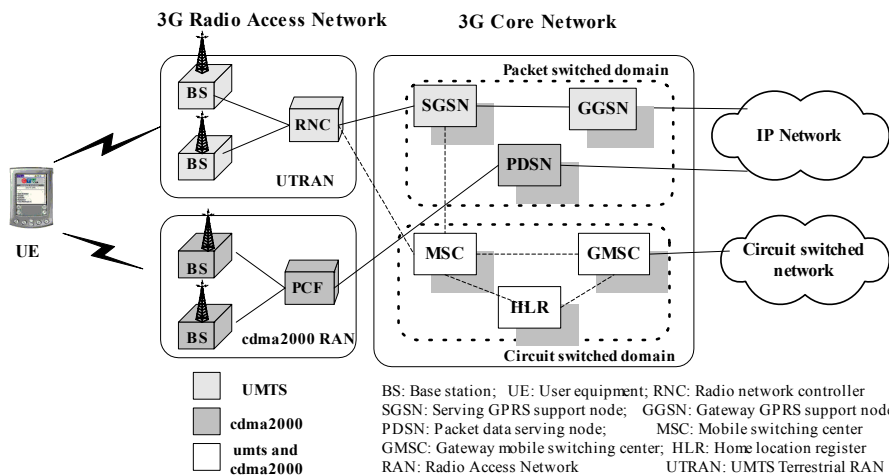 3G Radio Access Network
3G Core Network
Packet switched domain
BS
RNC
BS
UTRAN
SGSN
GGSN
PDSN
IP Network
UE
BS
PCF
BS
cdma2000 RAN
MSC
GMSC
HLR
Circuit switched domain
Circuit switched
network
UMTS
cdma2000
umts and
cdma2000
BS: Base station; UE: User equipment; RNC: Radio network controller
SGSN: Serving GPRS support node; GGSN: Gateway GPRS support node
PDSN: Packet data serving node; MSC: Mobile switching center
GMSC: Gateway mobile switching center; HLR: Home location register
RAN: Radio Access Network UTRAN: UMTS Terrestrial RAN